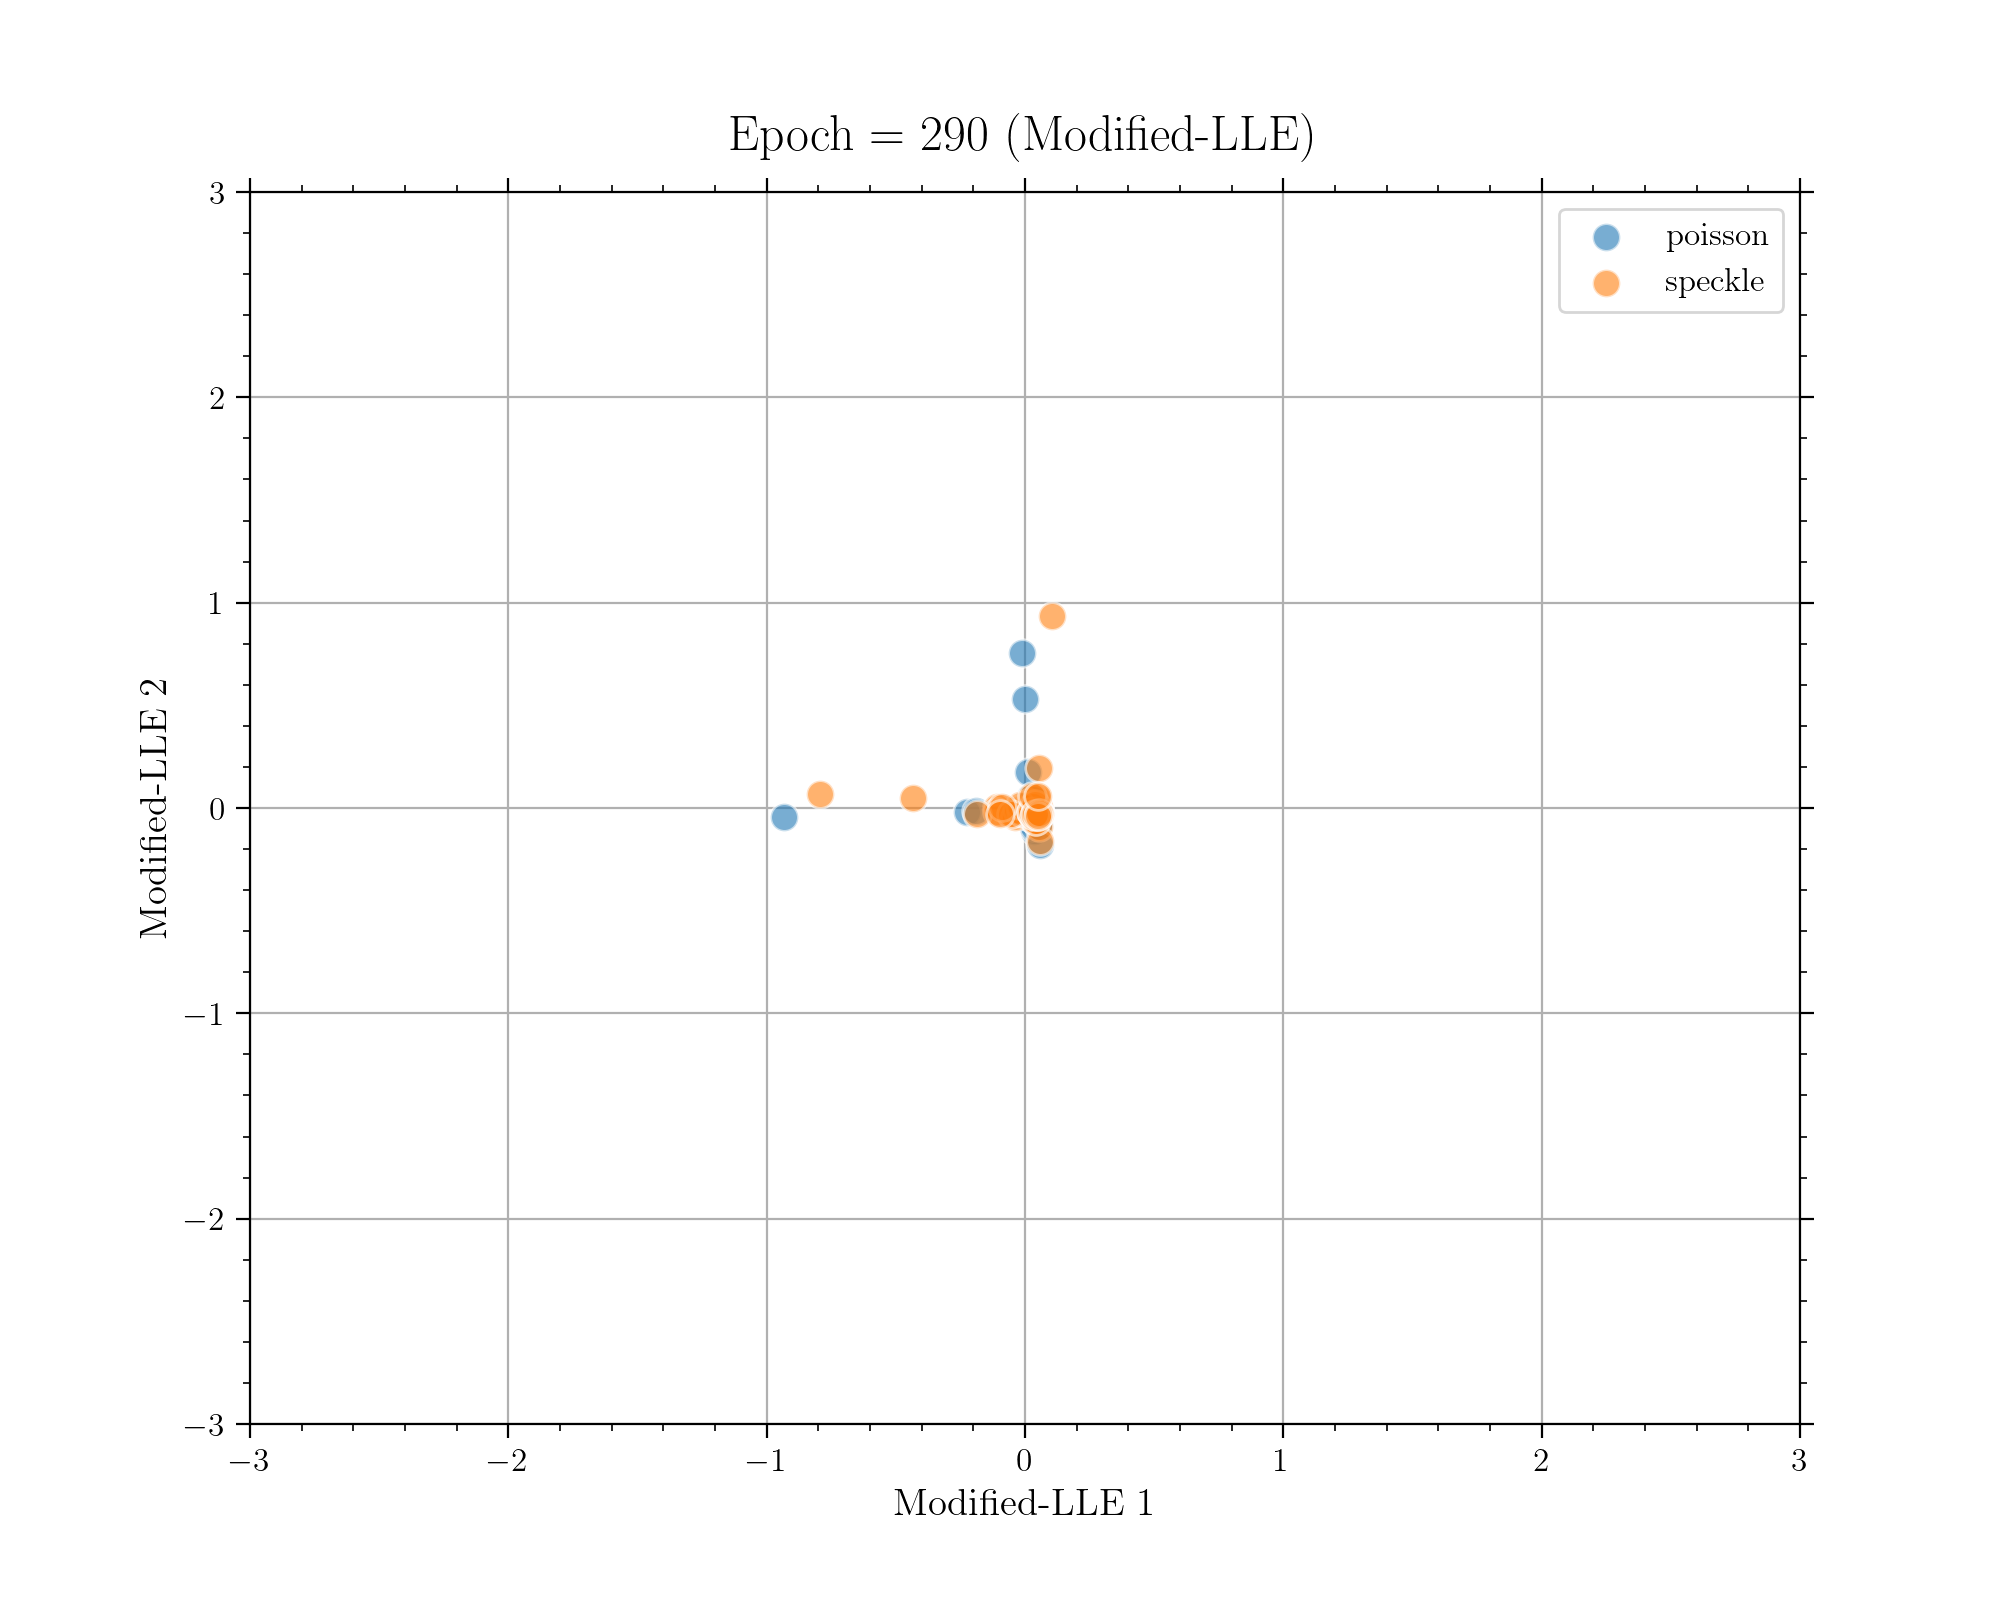 Epoch = 290 (Modified-LLE)
poisson
speckle
3
2
1
0
−1
−2
−3
Modified-LLE 2
−3
−2
−1
0
1
2
3
Modified-LLE 1